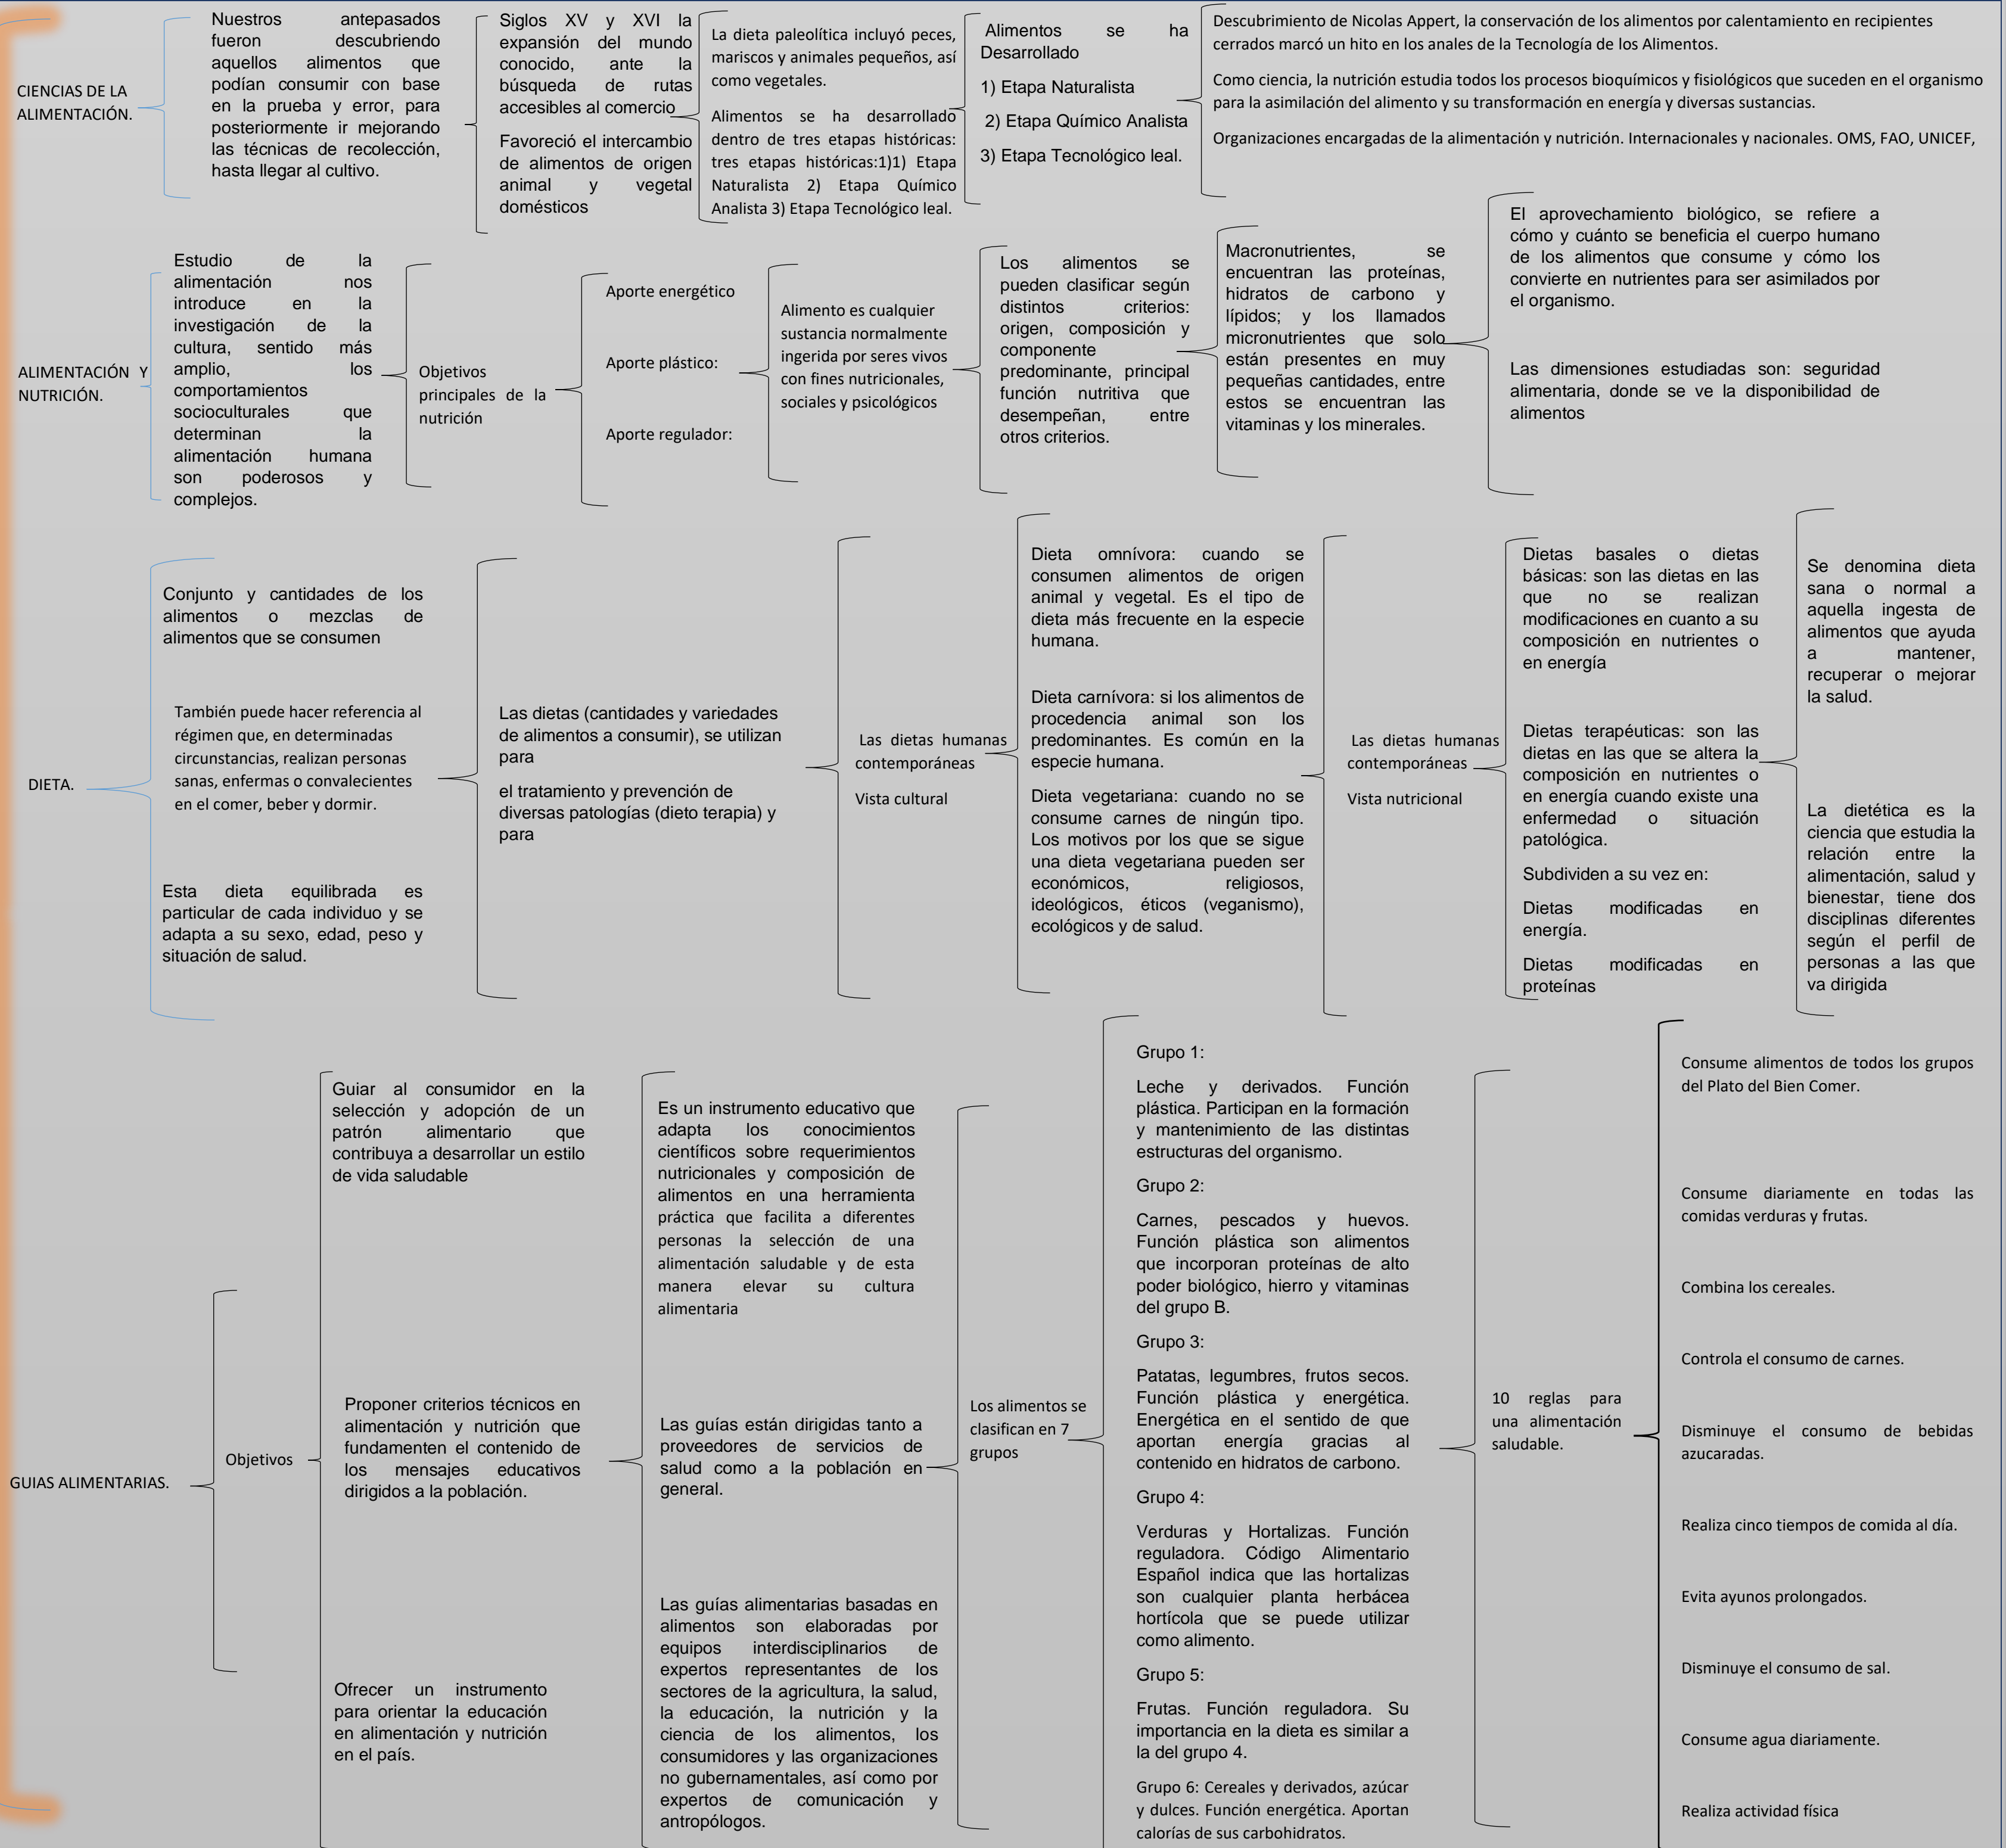 CIENCIAS DE LA
ALIMENTACIÓN.
Nuestros antepasados
fueron descubriendo
aquellos alimentos que
podían consumir con base
en la prueba y error, para
posteriormente ir mejorando
las técnicas de recolección,
hasta llegar al cultivo.
Siglos XV y XVI la
expansión del mundo
conocido, ante la
búsqueda de rutas
accesibles al comercio
Favoreció el intercambio
de alimentos de origen
animal y vegetal
domésticos
La dieta paleolítica incluyó peces,
mariscos y animales pequeños, así
como vegetales.
Alimentos se ha desarrollado
dentro de tres etapas históricas:
tres etapas históricas:1)1) Etapa
Naturalista 2) Etapa Químico
Analista 3) Etapa Tecnológico leal.
Alimentos se ha
Desarrollado
1) Etapa Naturalista
2) Etapa Químico Analista
3) Etapa Tecnológico leal.
Descubrimiento de Nicolas Appert, la conservación de los alimentos por calentamiento en recipientes
cerrados marcó un hito en los anales de la Tecnología de los Alimentos.
Como ciencia, la nutrición estudia todos los procesos bioquímicos y fisiológicos que suceden en el organismo
para la asimilación del alimento y su transformación en energía y diversas sustancias.
Organizaciones encargadas de la alimentación y nutrición. Internacionales y nacionales. OMS, FAO, UNICEF,
ALIMENTACIÓN Y
NUTRICIÓN.
Estudio de la
alimentación nos
introduce en la
investigación de la
cultura, sentido más
amplio, los
comportamientos
socioculturales que
determinan la
alimentación humana
son poderosos y
complejos.
Objetivos
principales de la
nutrición
Aporte energético
Aporte plástico:
Aporte regulador:
Alimento es cualquier
sustancia normalmente
ingerida por seres vivos
con fines nutricionales,
sociales y psicológicos
Los alimentos se
pueden clasificar según
distintos criterios:
origen, composición y
componente
predominante, principal
función nutritiva que
desempeñan, entre
otros criterios.
Macronutrientes, se
encuentran las proteínas,
hidratos de carbono y
lípidos; y los llamados
micronutrientes que solo
están presentes en muy
pequeñas cantidades, entre
estos se encuentran las
vitaminas y los minerales.
El aprovechamiento biológico, se refiere a
cómo y cuánto se beneficia el cuerpo humano
de los alimentos que consume y cómo los
convierte en nutrientes para ser asimilados por
el organismo.
Las dimensiones estudiadas son: seguridad
alimentaria, donde se ve la disponibilidad de
alimentos
DIETA.
Conjunto y cantidades de los
alimentos o mezclas de
alimentos que se consumen
También puede hacer referencia al
régimen que, en determinadas
circunstancias, realizan personas
sanas, enfermas o convalecientes
en el comer, beber y dormir.
Esta dieta equilibrada es
particular de cada individuo y se
adapta a su sexo, edad, peso y
situación de salud.
Las dietas (cantidades y variedades
de alimentos a consumir), se utilizan
para
el tratamiento y prevención de
diversas patologías (dieto terapia) y
para
Las dietas humanas
contemporáneas
Vista cultural
Dieta omnívora: cuando se
consumen alimentos de origen
animal y vegetal. Es el tipo de
dieta más frecuente en la especie
humana.
Dieta carnívora: si los alimentos de
procedencia animal son los
predominantes. Es común en la
especie humana.
Dieta vegetariana: cuando no se
consume carnes de ningún tipo.
Los motivos por los que se sigue
una dieta vegetariana pueden ser
económicos, religiosos,
ideológicos, éticos (veganismo),
ecológicos y de salud.
Las dietas humanas
contemporáneas
Vista nutricional
Dietas basales o dietas
básicas: son las dietas en las
que no se realizan
modificaciones en cuanto a su
composición en nutrientes o
en energía
Dietas terapéuticas: son las
dietas en las que se altera la
composición en nutrientes o
en energía cuando existe una
enfermedad o situación
patológica.
Subdividen a su vez en:
Dietas modificadas en
energía.
Dietas modificadas en
proteínas
Se denomina dieta
sana o normal a
aquella ingesta de
alimentos que ayuda
a mantener,
recuperar o mejorar
la salud.
La dietética es la
ciencia que estudia la
relación entre la
alimentación, salud y
bienestar, tiene dos
disciplinas diferentes
según el perfil de
personas a las que
va dirigida
GUIAS ALIMENTARIAS.
Objetivos
Guiar al consumidor en la
selección y adopción de un
patrón alimentario que
contribuya a desarrollar un estilo
de vida saludable
Proponer criterios técnicos en
alimentación y nutrición que
fundamenten el contenido de
los mensajes educativos
dirigidos a la población.
Ofrecer un instrumento
para orientar la educación
en alimentación y nutrición
en el país.
Es un instrumento educativo que
adapta los conocimientos
científicos sobre requerimientos
nutricionales y composición de
alimentos en una herramienta
práctica que facilita a diferentes
personas la selección de una
alimentación saludable y de esta
manera elevar su cultura
alimentaria
Las guías están dirigidas tanto a
proveedores de servicios de
salud como a la población en
general.
Las guías alimentarias basadas en
alimentos son elaboradas por
equipos interdisciplinarios de
expertos representantes de los
sectores de la agricultura, la salud,
la educación, la nutrición y la
ciencia de los alimentos, los
consumidores y las organizaciones
no gubernamentales, así como por
expertos de comunicación y
antropólogos.
Los alimentos se
clasifican en 7
grupos
Grupo 1:
Leche y derivados. Función
plástica. Participan en la formación
y mantenimiento de las distintas
estructuras del organismo.
Grupo 2:
Carnes, pescados y huevos.
Función plástica son alimentos
que incorporan proteínas de alto
poder biológico, hierro y vitaminas
del grupo B.
Grupo 3:
Patatas, legumbres, frutos secos.
Función plástica y energética.
Energética en el sentido de que
aportan energía gracias al
contenido en hidratos de carbono.
Grupo 4:
Verduras y Hortalizas. Función
reguladora. Código Alimentario
Español indica que las hortalizas
son cualquier planta herbácea
hortícola que se puede utilizar
como alimento.
Grupo 5:
Frutas. Función reguladora. Su
importancia en la dieta es similar a
la del grupo 4.
Grupo 6: Cereales y derivados, azúcar
y dulces. Función energética. Aportan
calorías de sus carbohidratos.
10 reglas para
una alimentación
saludable.
Consume alimentos de todos los grupos
del Plato del Bien Comer.
Consume diariamente en todas las
comidas verduras y frutas.
Combina los cereales.
Controla el consumo de carnes.
Disminuye el consumo de bebidas
azucaradas.
Realiza cinco tiempos de comida al día.
Evita ayunos prolongados.
Disminuye el consumo de sal.
Consume agua diariamente.
Realiza actividad física